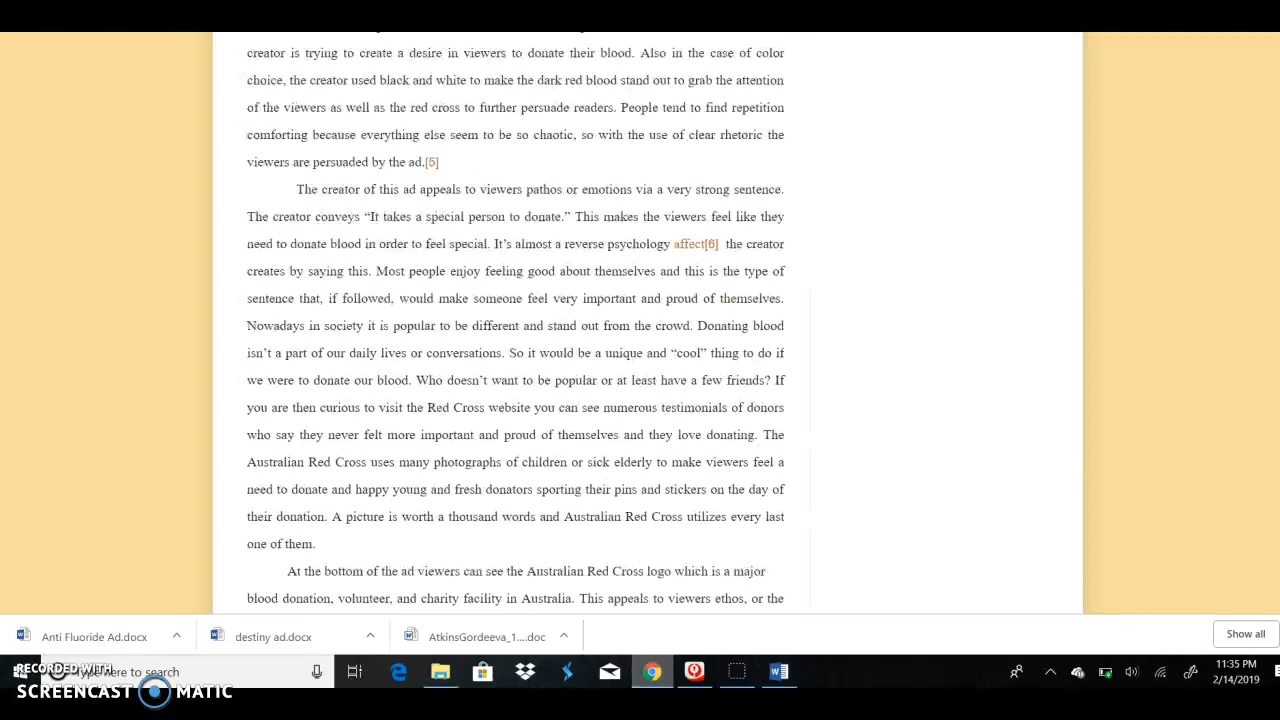 creator is trying to create a desire in viewers to donate their blood. Also in the case of color
choice, the creator used black and white to make the dark red blood stand out to grab the attention
of the viewers as well as the red cross to further persuade readers. People tend to find repetition
comforting because everything else seem to be so chaotic, so with the use of clear rhetoric the
viewers are persuaded by the ad.[5]
The creator of this ad appeals to viewers pathos or emotions via a very strong sentence.
The creator conveys “It takes a special person to donate.” This makes the viewers feel like they
need to donate blood in order to feel special. It’s almost a reverse psychology affect[6] the creator
creates by saying this. Most people enjoy feeling good about themselves and this is the type of
sentence that, if followed, would make someone feel very important and proud of themselves.
Nowadays in society it is popular to be different and stand out from the crowd. Donating blood
isn’t a part of our daily lives or conversations. So it would be a unique and “cool” thing to do if
we were to donate our blood. Who doesn’t want to be popular or at least have a few friends? If
you are then curious to visit the Red Cross website you can see numerous testimonials of donors
who say they never felt more important and proud of themselves and they love donating. The
Australian Red Cross uses many photographs of children or sick elderly to make viewers feel a
need to donate and happy young and fresh donators sporting their pins and stickers on the day of
their donation. A picture is worth a thousand words and Australian Red Cross utilizes every last
one of them.
At the bottom of the ad viewers can see the Australian Red Cross logo which is a major
blood donation, volunteer, and charity facility in Australia. This appeals to viewers ethos, or the
Anti Fluoride Ad.docx destiny ad.docx AtkinsGordeeva_1....doc Show all
RECORDED WITH
Type here to search
SCREENCAST MATIC
11:35 PM
2/14/2019